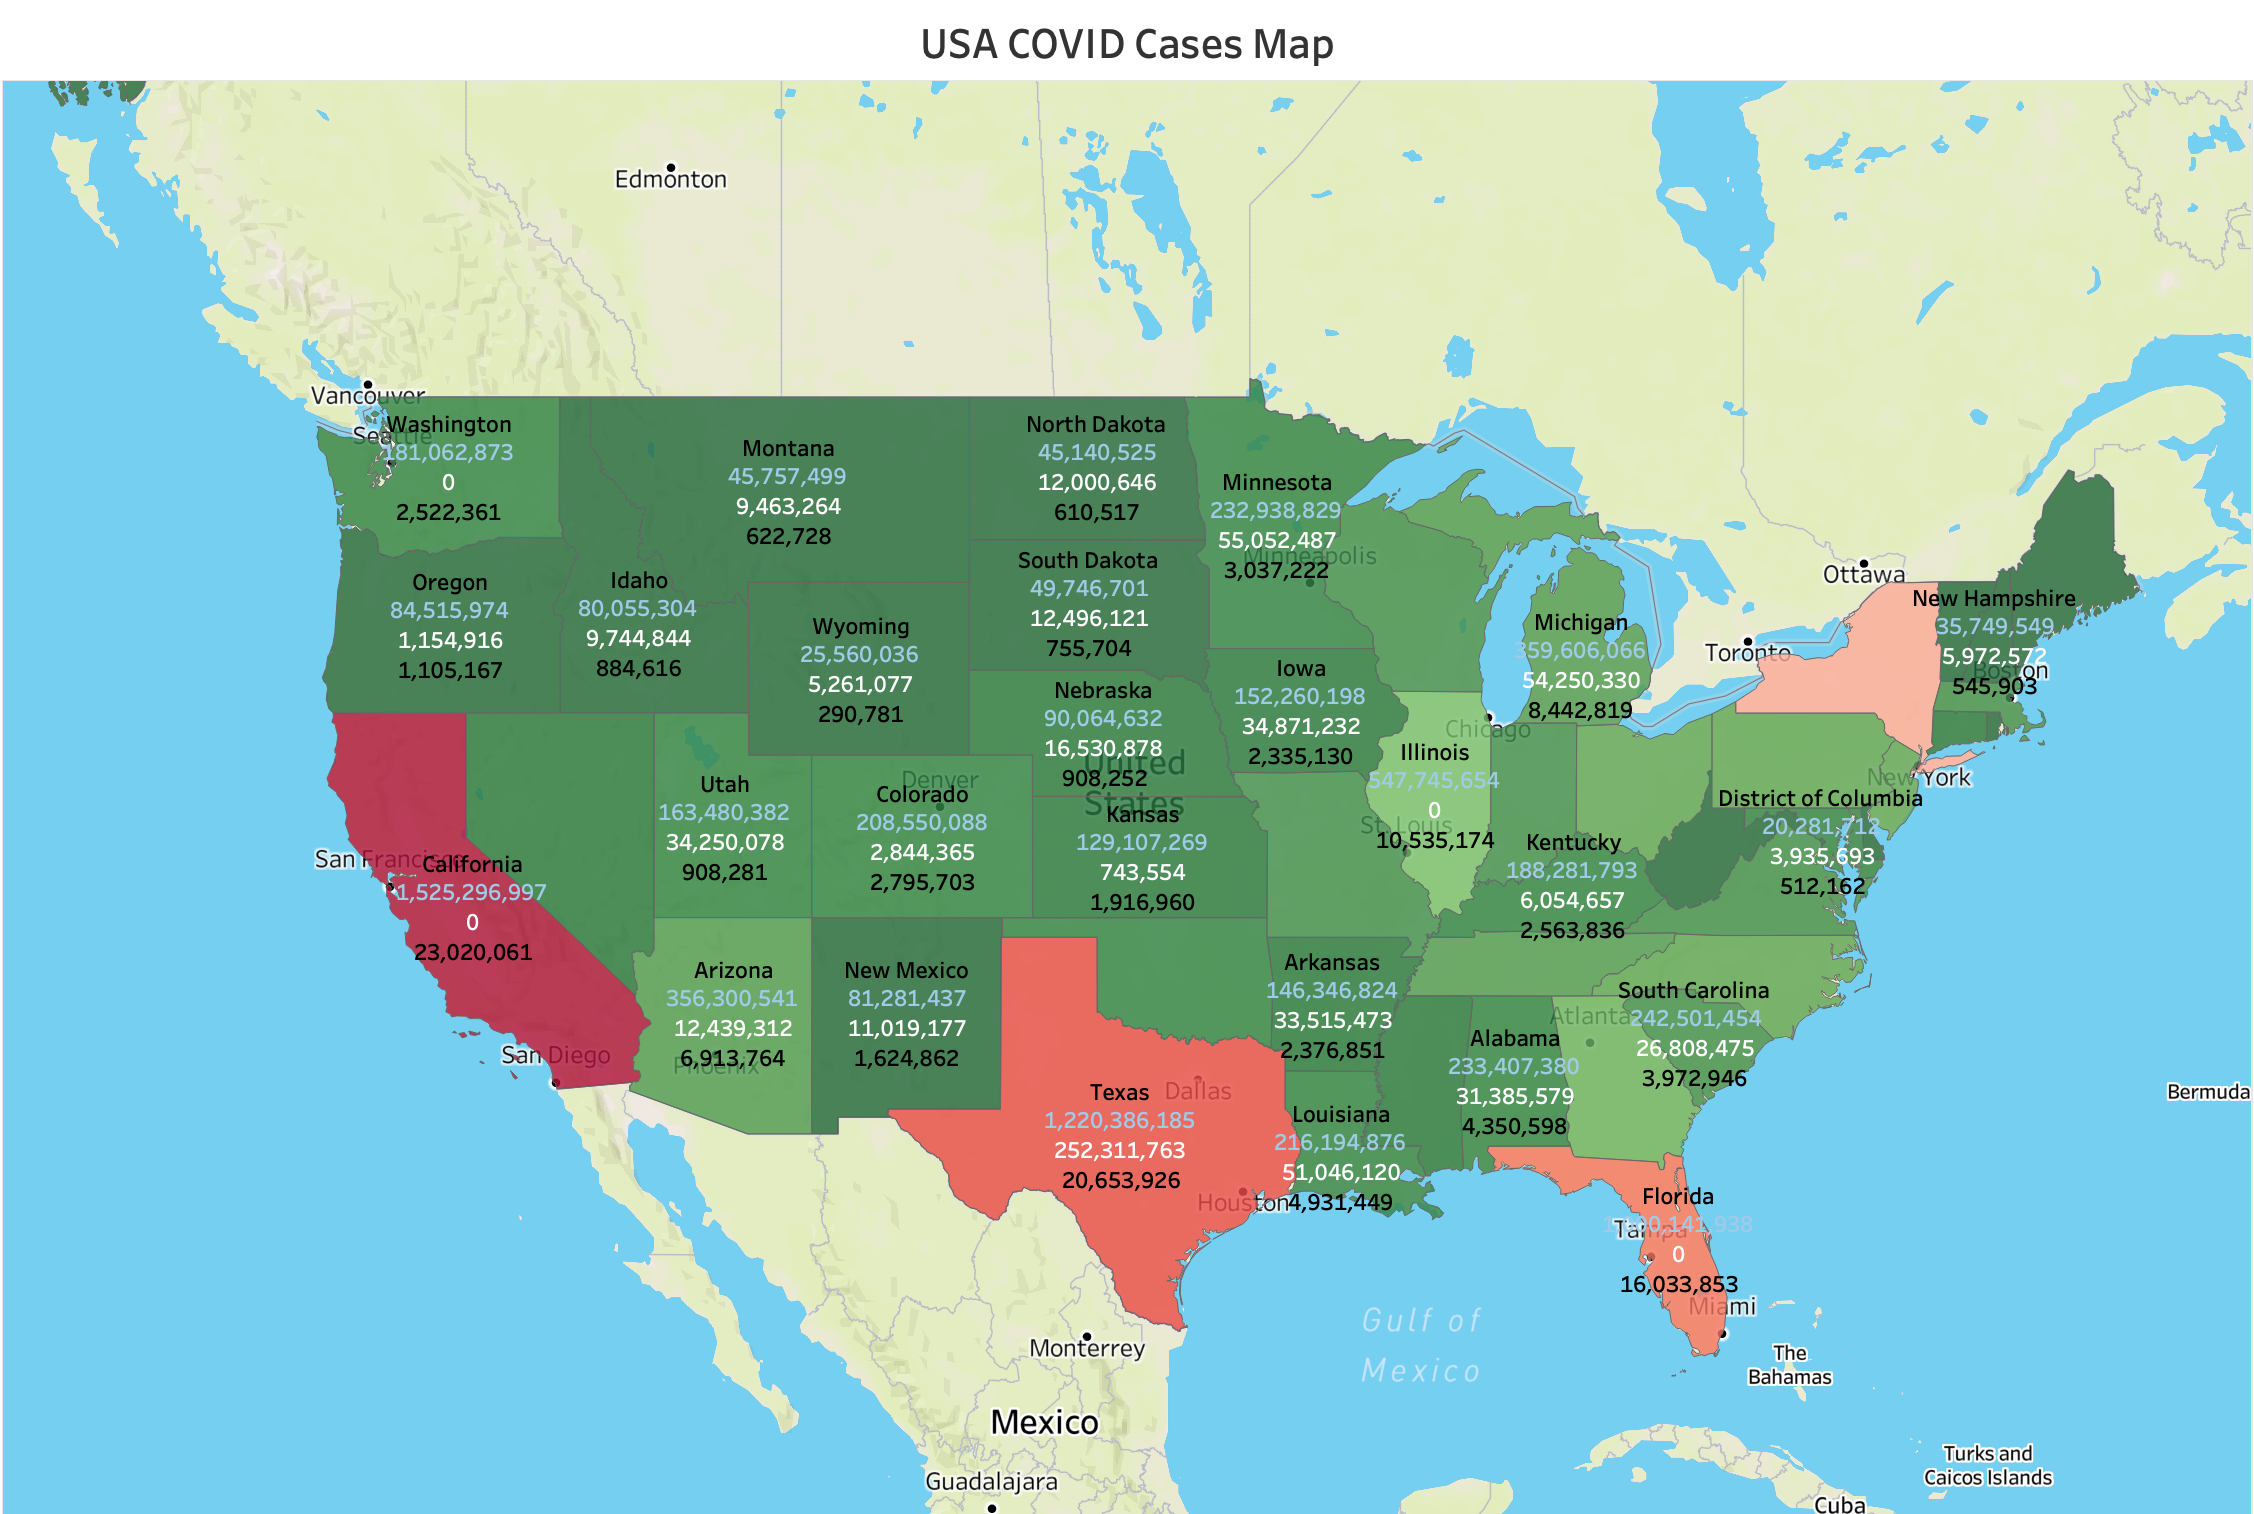 USA COVID Cases Map
Edmonton
Vancouver
Seattle
Washington
181,062,873
0
2,522,361
Montana
45,757,499
9,463,264
622,728
North Dakota
45,140,525
12,000,646
610,517
Minnesota
232,938,829
55,052,487
3,037,222
Minneapolis
Oregon
84,515,974
1,154,916
1,105,167
Idaho
80,055,304
9,744,844
884,616
Wyoming
25,560,036
5,261,077
290,781
South Dakota
49,746,701
12,496,121
755,704
Nebraska
90,064,632
16,530,878
908,252
Iowa
152,260,198
34,871,232
2,335,130
Michigan
359,606,066
54,250,330
8,442,819
Ottawa
Toronto
New Hampshire
35,749,549
5,972,572
545,903
Boston
Chicago
Illinois
547,745,654
0
10,535,174
St. Louis
United
States
Utah
163,480,382
34,250,078
908,281
Denver
Colorado
208,550,088
2,844,365
2,795,703
Kansas
129,107,269
743,554
1,916,960
Kentucky
188,281,793
6,054,657
2,563,836
New York
District of Columbia
20,281,712
3,935,693
512,162
San Francisco
California
1,525,296,997
0
23,020,061
San Diego
Arizona
356,300,541
12,439,312
6,913,764
Phoenix
New Mexico
81,281,437
11,019,177
1,624,862
Arkansas
146,346,824
33,515,473
2,376,851
South Carolina
242,501,454
26,808,475
3,972,946
Atlanta
Alabama
233,407,380
31,385,579
4,350,598
Texas
1,220,386,185
252,311,763
20,653,926
Dallas
Houston
Louisiana
216,194,876
51,046,120
4,931,449
Florida
0
16,033,853
Tampa
Miami
Bermuda
Gulf of
Mexico
The
Bahamas
Monterrey
Mexico
Guadalajara
Turks and
Caicos Islands
Cuba